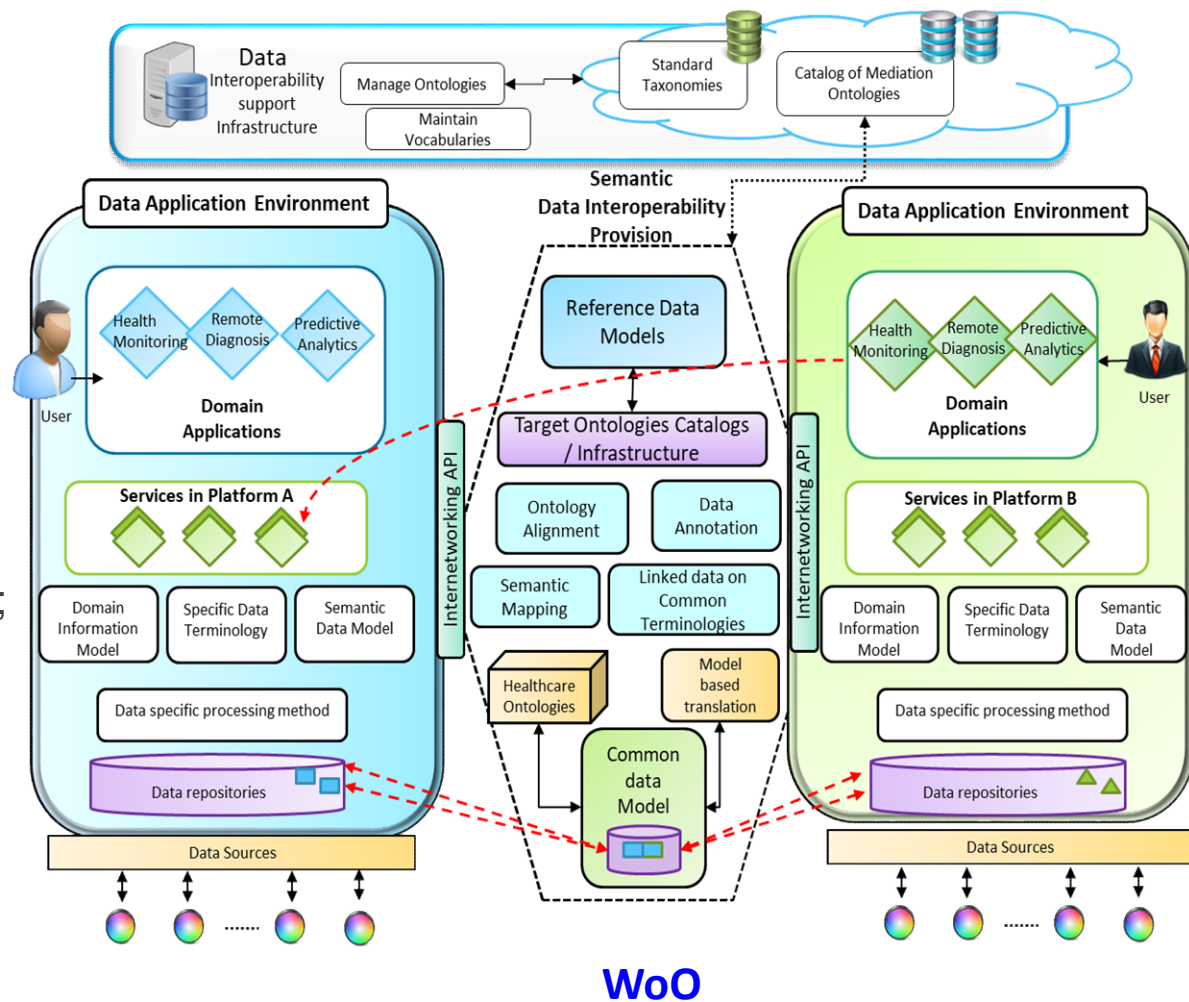 Data
Interoperability
support
Infrastructure
Manage Ontologies
Maintain
Vocabularies
Standard
Taxonomies
Catalog of Mediation
Ontologies
Semantic
Data Interoperability
Provision
Data Application Environment
Health
Monitoring
Remote
Diagnosis
Predictive
Analytics
User
Domain
Applications
Services in Platform A
Domain
Information
Model
Specific Data
Terminology
Semantic
Data Model
Data specific processing method
Data repositories
Data Sources
.......
;
Internetworking API
Reference Data
Models
Target Ontologies Catalogs
/ Infrastructure
Ontology
Alignment
Data
Annotation
Semantic
Mapping
Linked data on
Common
Terminologies
Healthcare
Ontologies
Model
based
translation
Common
data
Model
Internetworking API
Data Application Environment
Health
Monitoring
Remote
Diagnosis
Predictive
Analytics
User
Domain
Applications
Services in Platform B
Domain
Information
Model
Specific Data
Terminology
Semantic
Data
Model
Data specific processing method
Data repositories
Data Sources
.......
WoO